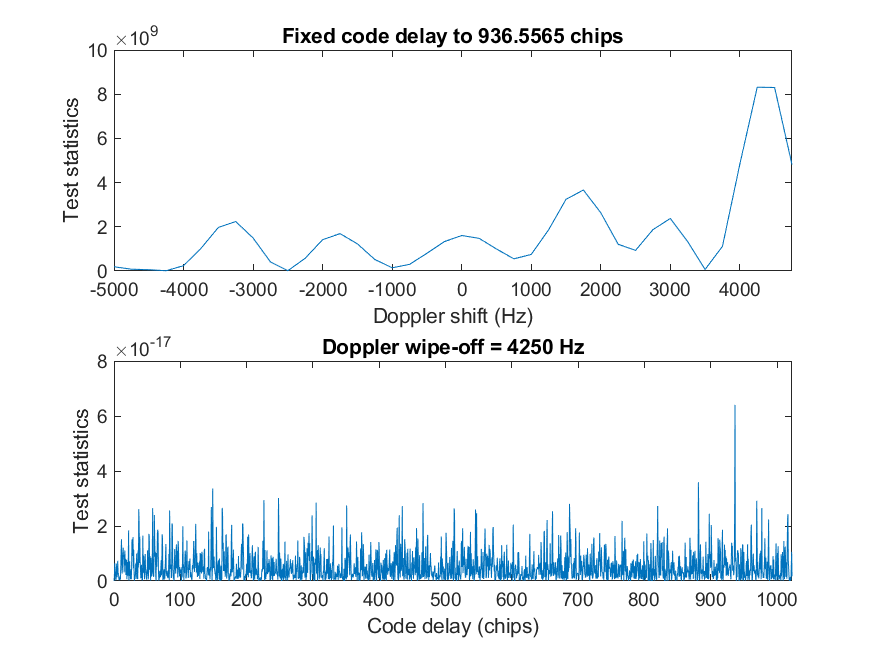 Fixed code delay to 936.5565 chips
×10^9
10
8
6
4
2
0
Test statistics
-5000 -4000 -3000 -2000 -1000 0 1000 2000 3000 4000
Doppler shift (Hz)
Doppler wipe-off = 4250 Hz
×10^-17
8
6
4
2
0
Test statistics
0 100 200 300 400 500 600 700 800 900 1000
Code delay (chips)